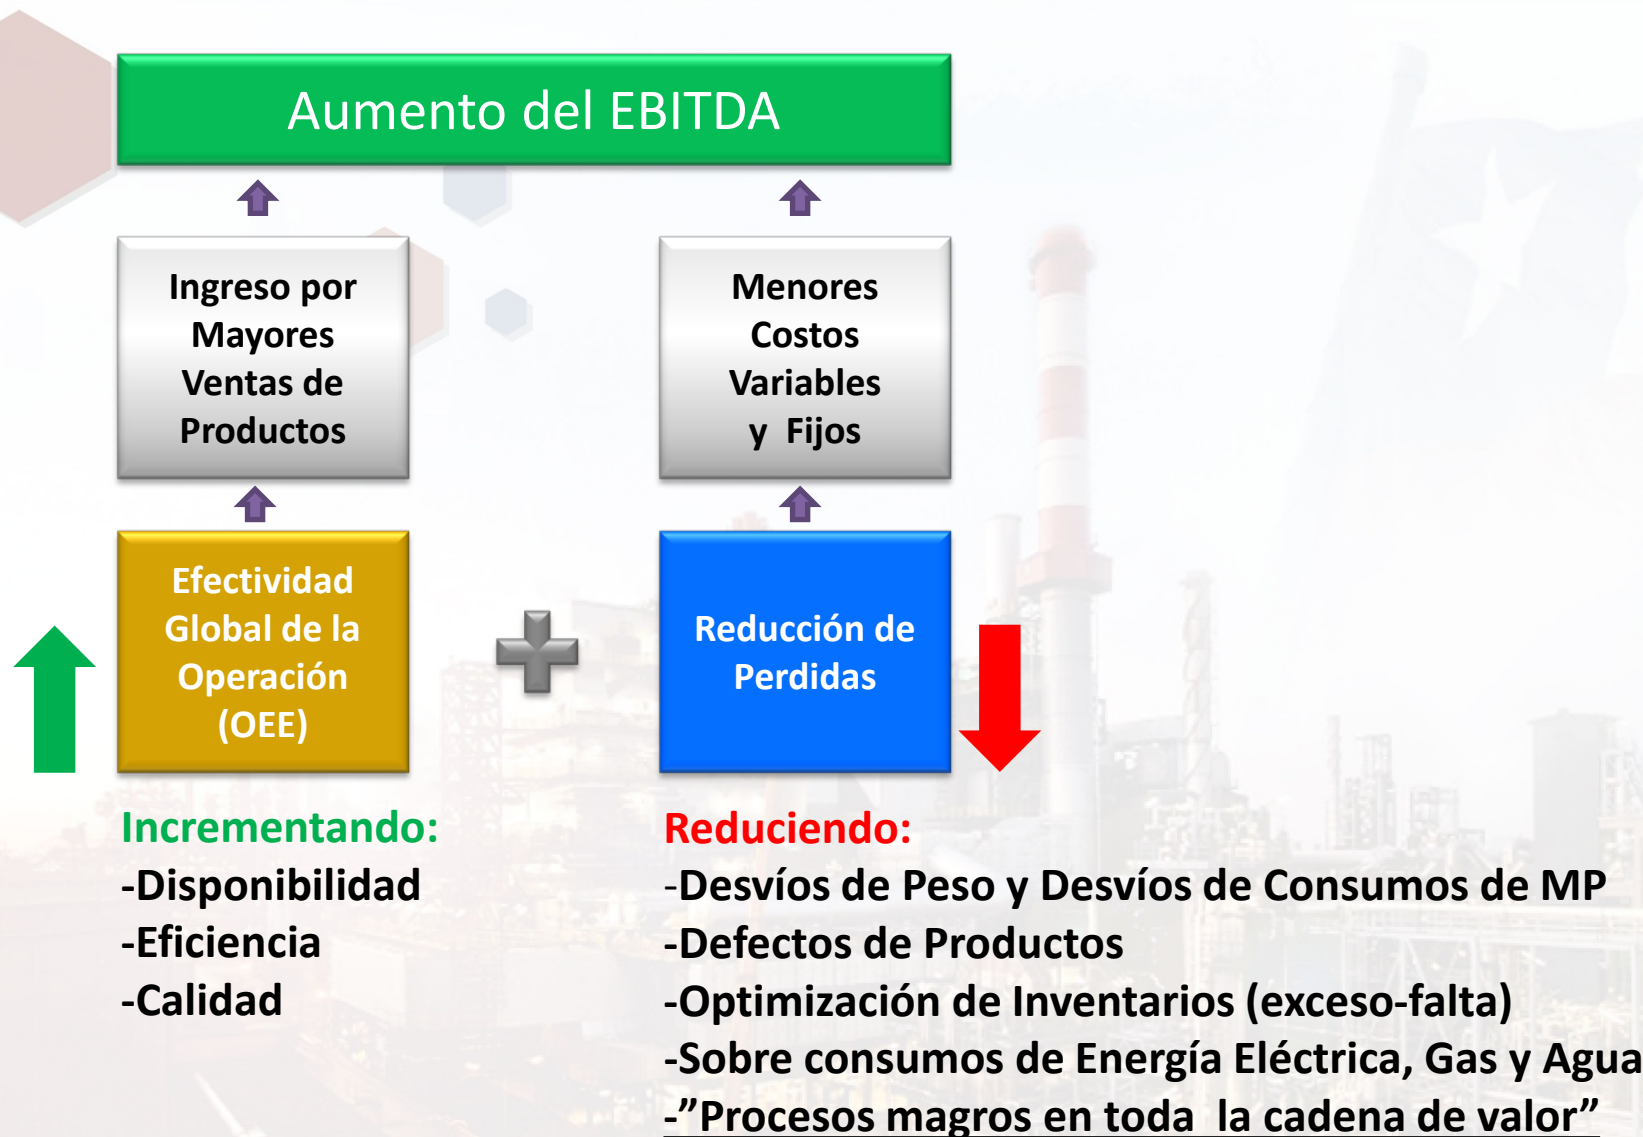 Aumento del EBITDA
Ingreso por
Mayores
Ventas de
Productos
Menores
Costos
Variables
y  Fijos
Efectividad
Global de la
Operación
(OEE)
Reducción de
Perdidas
Incrementando:
-Disponibilidad
-Eficiencia
-Calidad
Reduciendo:
-Desvíos de Peso y Desvíos de Consumos de MP
-Defectos de Productos
-Optimización de Inventarios (exceso-falta)
-Sobre consumos de Energía Eléctrica, Gas y Agua
-”Procesos magros en toda  la cadena de valor”